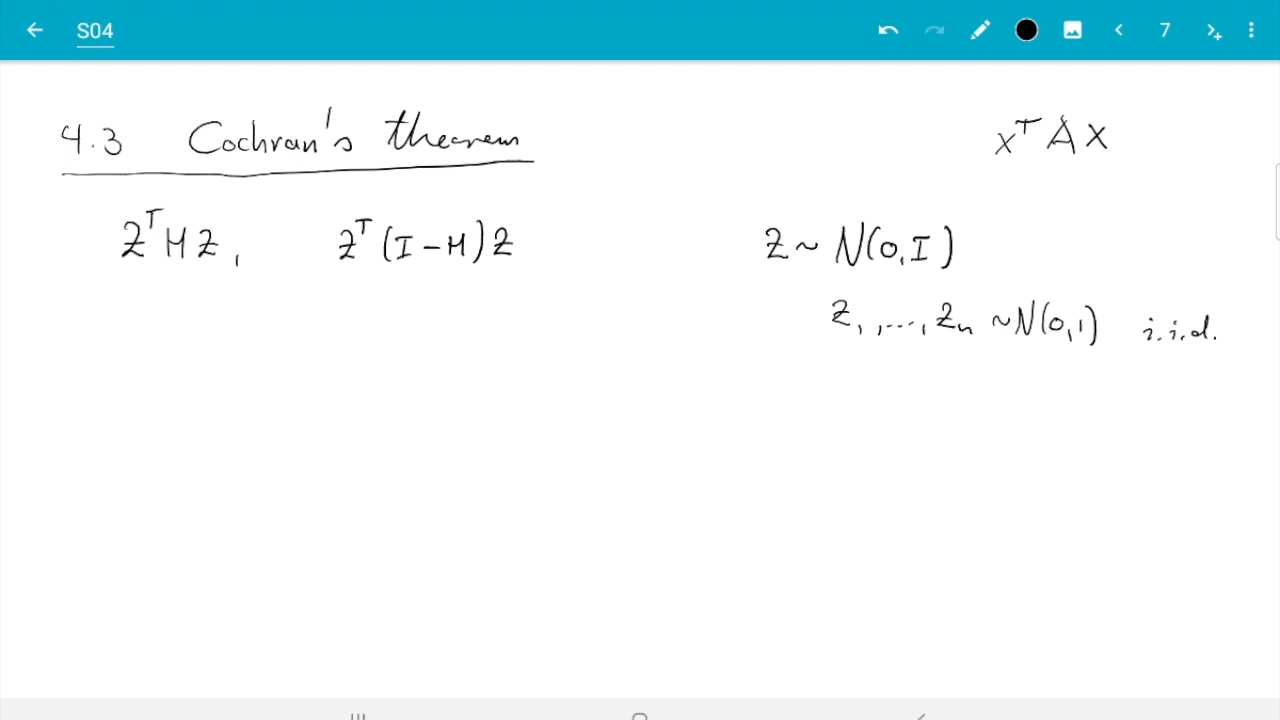 S04
7
4.3 Cochran's theorem
x^T A x
Z^T H Z, Z^T (I - H) Z
Z ~ N(0, I)
Z_1, ..., Z_n ~ N(0,1) i.i.d.